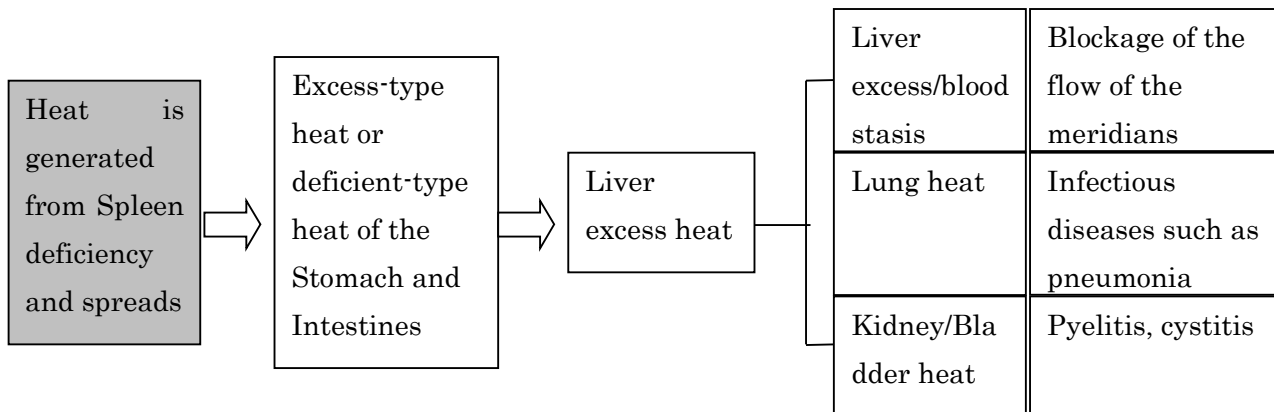 Heat is
generated
from Spleen
deficiency
and spreads
Excess-type
heat or
deficient-type
heat of the
Stomach and
Intestines
Liver
excess heat
Liver
excess/blood
stasis
Blockage of the
flow of the
meridians
Lung heat
Infectious
diseases such as
pneumonia
Kidney/Bla
dder heat
Pyelitis, cystitis